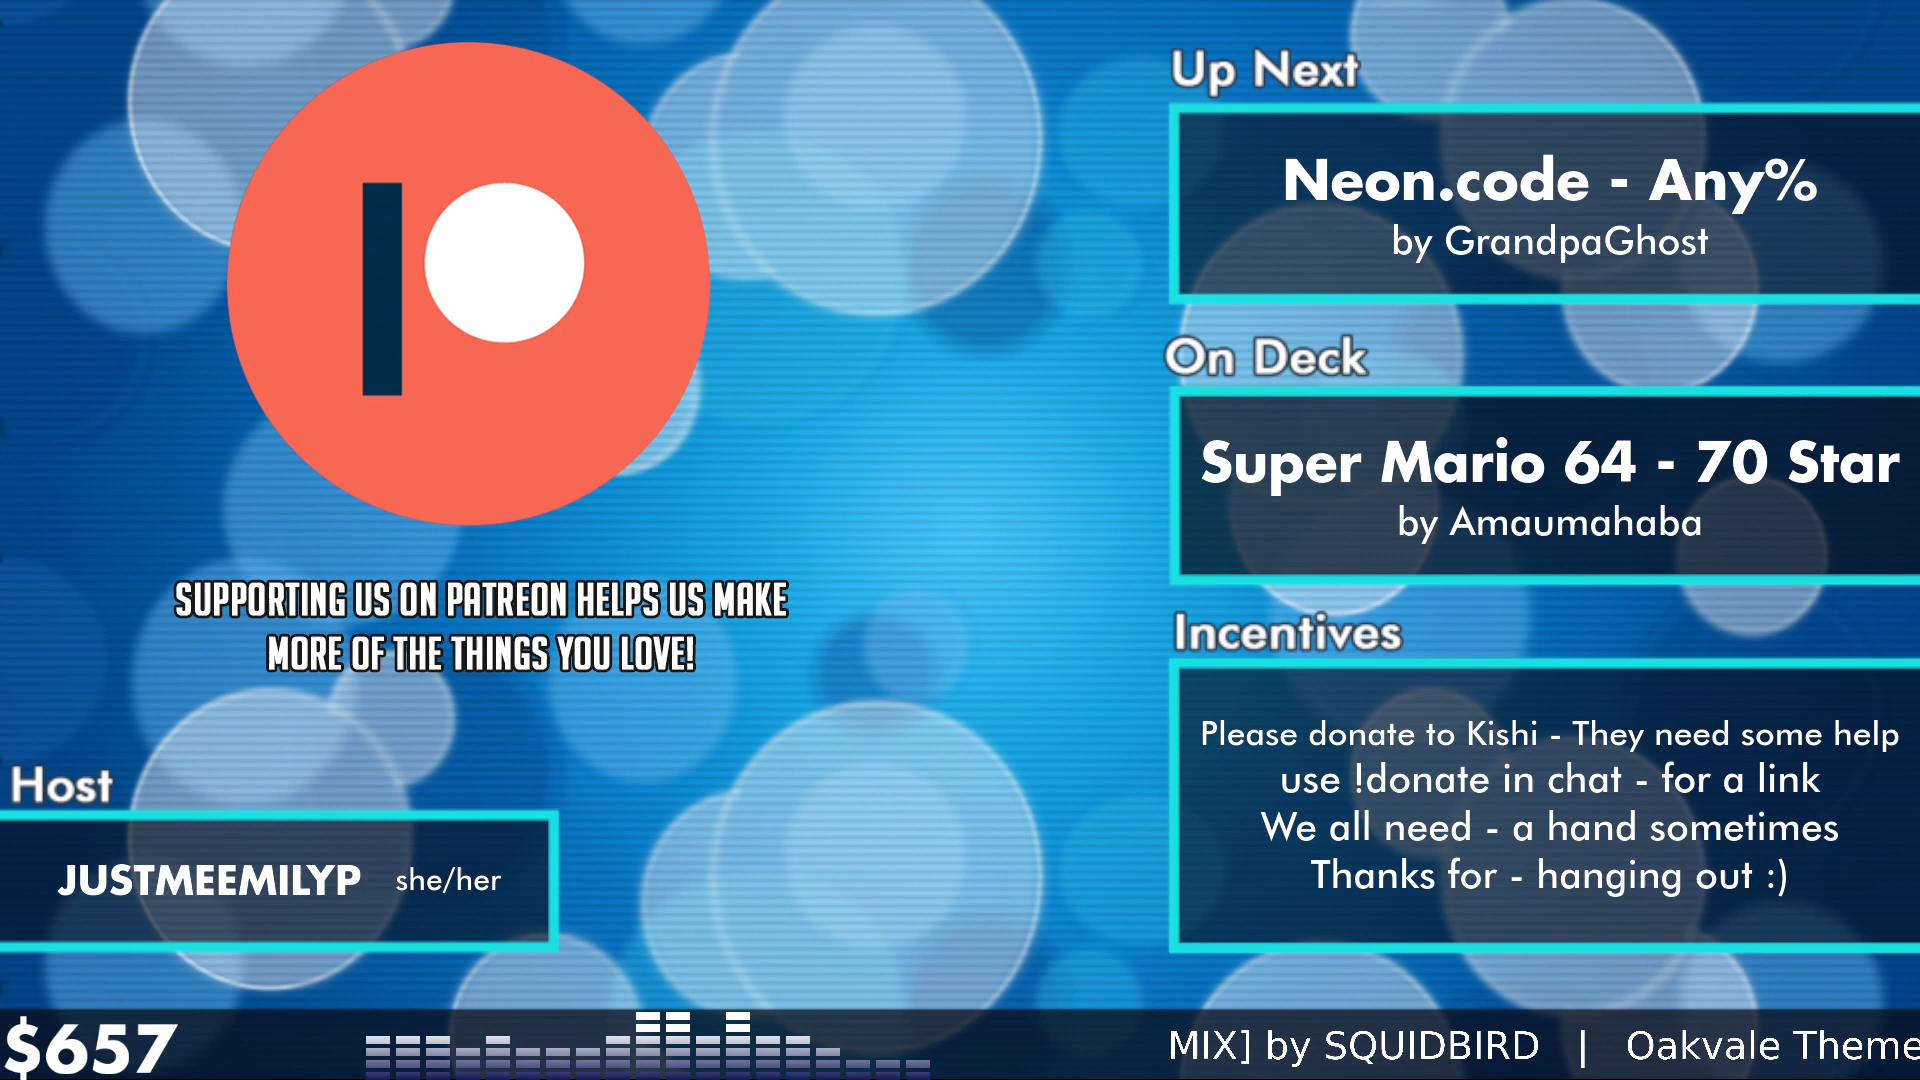 Up Next
Neon.code - Any%
by GrandpaGhost
On Deck
Super Mario 64 - 70 Star
by Amaumahaba
SUPPORTING US ON PATREON HELPS US MAKE
MORE OF THE THINGS YOU LOVE!
Incentives
Please donate to Kishi - They need some help
use !donate in chat - for a link
We all need - a hand sometimes
Thanks for - hanging out :)
Host
JUSTMEEMILYP she/her
$657
MIX] by SQUIDBIRD | Oakvale Theme